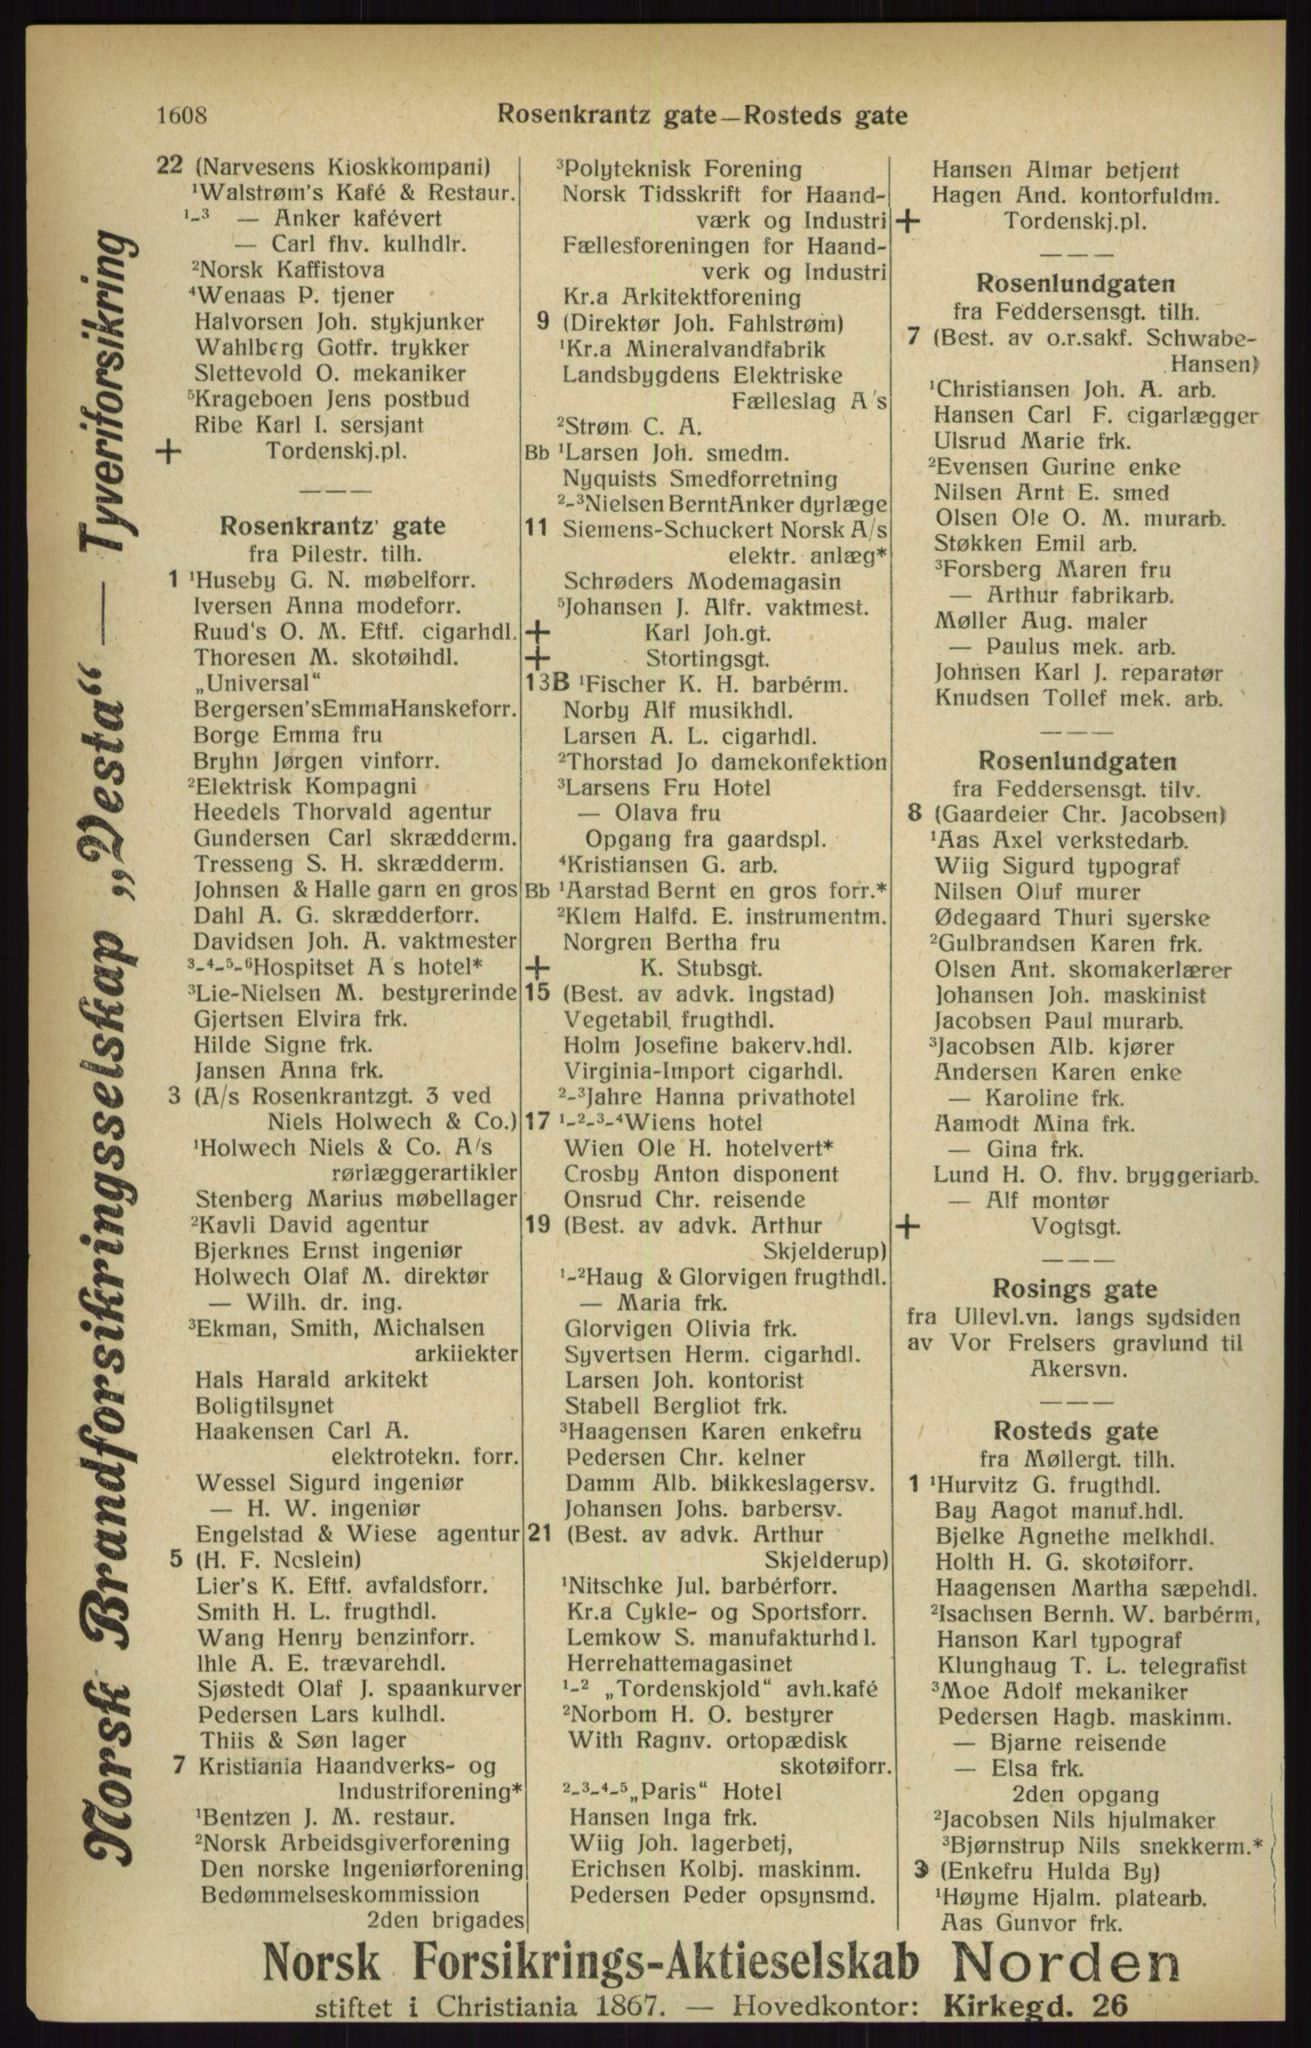 1608
Rosenkrantz gate—Rosteds gate
Norsk Brandforsikringsselskap „Vesta“ — Tyveriforsikring
22 (Narvesens Kioskkompani)
¹Walstrøm's Kafé & Restaur.
¹-³ — Anker kafévert
— Carl fhv. kulhdlr.
²Norsk Kaffistova
⁴Wenaas P. tjener
Halvorsen Joh. stykjunker
Wahlberg Gotfr. trykker
Slettevold O. mekaniker
⁵Krageboen Jens postbud
Ribe Karl I. sersjant
+ Tordenskj.pl.
Rosenkrantz' gate
fra Pilestr. tilh.
1 ¹Huseby G. N. møbelforr.
Iversen Anna modeforr.
Ruud's O. M. Eftf. cigarhdl.
Thoresen M. skotøihdl.
„Universal“
Bergersen's Emma Hanskeforr.
Borge Emma fru
Bryhn Jørgen vinforr.
²Elektrisk Kompagni
Heedels Thorvald agentur
Gundersen Carl skrædderm.
Tresseng S. H. skrædderm.
Johnsen & Halle garn en gros
Dahl A. G. skrædderforr.
Davidsen Joh. A. vaktmester
³-⁴-⁵-⁶Hospitset A s hotel*
³Lie-Nielsen M. bestyrerinde
Gjertsen Elvira frk.
Hilde Signe frk.
Jansen Anna frk.
3 (A/s Rosenkrantzgt. 3 ved
Niels Holwech & Co.)
¹Holwech Niels & Co. A/s
rørlæggerartikler
Stenberg Marius møbellager
²Kavli David agentur
Bjerknes Ernst ingeniør
Holwech Olaf M. direktør
— Wilh. dr. ing.
³Ekman, Smith, Michalsen
arkiiekter
Hals Harald arkitekt
Boligtilsynet
Haakensen Carl A.
elektrotekn. forr.
Wessel Sigurd ingeniør
— H. W. ingeniør
Engelstad & Wiese agentur
5 (H. F. Neslein)
Lier's K. Eftf. avfaldsforr.
Smith H. L. frugthdl.
Wang Henry benzinforr.
Ihle A. E. trævarehdl.
Sjøstedt Olaf J. spaankurver
Pedersen Lars kulhdl.
Thiis & Søn lager
7 Kristiania Haandverks- og
Industriforening*
¹Bentzen J. M. restaur.
²Norsk Arbeidsgiverforening
Den norske Ingeniørforening
Bedømmelseskommission
2den brigades
³Polyteknisk Forening
Norsk Tidsskrift for Haand-
værk og Industri
Fællesforeningen for Haand-
verk og Industri
Kr.a Arkitektforening
9 (Direktør Joh. Fahlstrøm)
¹Kr.a Mineralvandfabrik
Landsbygdens Elektriske
Fælleslag A s
²Strøm C. A.
Bb ¹Larsen Joh. smedm.
Nyquists Smedforretning
²-³Nielsen Bernt Anker dyrlæge
11 Siemens-Schuckert Norsk A/s
elektr. anlæg*
Schrøders Modemagasin
⁵Johansen J. Alfr. vaktmest.
+ Karl Joh.gt.
+ Stortingsgt.
13B ¹Fischer K. H. barbérm.
Norby Alf musikhdl.
Larsen A. L. cigarhdl.
²Thorstad Jo damekonfektion
³Larsens Fru Hotel
— Olava fru
Opgang fra gaardspl.
⁴Kristiansen G. arb.
Bb ¹Aarstad Bernt en gros forr.*
²Klem Halfd. E. instrumentm.
Norgren Bertha fru
+ K. Stubsgt.
15 (Best. av advk. Ingstad)
Vegetabil. frugthdl.
Holm Josefine bakerv.hdl.
Virginia-Import cigarhdl.
²-³Jahre Hanna privathotel
17 ¹-²-³-⁴Wiens hotel
Wien Ole H. hotelvert*
Crosby Anton disponent
Onsrud Chr. reisende
19 (Best. av advk. Arthur
Skjelderup)
¹-²Haug & Glorvigen frugthdl.
— Maria frk.
Glorvigen Olivia frk.
Syvertsen Herm. cigarhdl.
Larsen Joh. kontorist
Stabell Bergliot frk.
³Haagensen Karen enkefru
Pedersen Chr. kelner
Damm Alb. blikkeslagersv.
Johansen Johs. barbersv.
21 (Best. av advk. Arthur
Skjelderup)
¹Nitschke Jul. barbérforr.
Kr.a Cykle- og Sportsforr.
Lemkow S. manufakturhdl.
Herrehattemagasinet
¹-² „Tordenskjold“ avh.kafé
²Norbom H. O. bestyrer
With Ragnv. ortopædisk
skotøiforr.
²-³-⁴-⁵„Paris“ Hotel
Hansen Inga frk.
Wiig Joh. lagerbetj,
Erichsen Kolbj. maskinm.
Pedersen Peder opsynsmd.
Hansen Almar betjent
Hagen And. kontorfuldm.
+ Tordenskj.pl.
Rosenlundgaten
fra Feddersensgt. tilh.
7 (Best. av o.r.sakf. Schwabe-
Hansen)
¹Christiansen Joh. A. arb.
Hansen Carl F. cigarlægger
Ulsrud Marie frk.
²Evensen Gurine enke
Nilsen Arnt E. smed
Olsen Ole O. M. murarb.
Støkken Emil arb.
³Forsberg Maren fru
— Arthur fabrikarb.
Møller Aug. maler
— Paulus mek. arb.
Johnsen Karl J. reparatør
Knudsen Tollef mek. arb.
Rosenlundgaten
fra Feddersensgt. tilv.
8 (Gaardeier Chr. Jacobsen)
¹Aas Axel verkstedarb.
Wiig Sigurd typograf
Nilsen Oluf murer
Ødegaard Thuri syerske
²Gulbrandsen Karen frk.
Olsen Ant. skomakerlærer
Johansen Joh. maskinist
Jacobsen Paul murarb.
³Jacobsen Alb. kjører
Andersen Karen enke
— Karoline frk.
Aamodt Mina frk.
— Gina frk.
Lund H. O. fhv. bryggeriarb.
— Alf montør
+ Vogtsgt.
Rosings gate
fra Ullevl.vn. langs sydsiden
av Vor Frelsers gravlund til
Akersvn.
Rosteds gate
fra Møllergt. tilh.
1 ¹Hurvitz G. frugthdl.
Bay Aagot manuf.hdl.
Bjelke Agnethe melkhdl.
Holth H. G. skotøiforr.
Haagensen Martha sæpehdl.
²Isachsen Bernh. W. barbérm,
Hanson Karl typograf
Klunghaug T. L. telegrafist
³Moe Adolf mekaniker
Pedersen Hagb. maskinm.
— Bjarne reisende
— Elsa frk.
2den opgang
²Jacobsen Nils hjulmaker
³Bjørnstrup Nils snekkerm.*
3 (Enkefru Hulda By)
¹Høyme Hjalm. platearb.
Aas Gunvor frk.
Norsk Forsikrings-Aktieselskab Norden
stiftet i Christiania 1867. — Hovedkontor: Kirkegd. 26